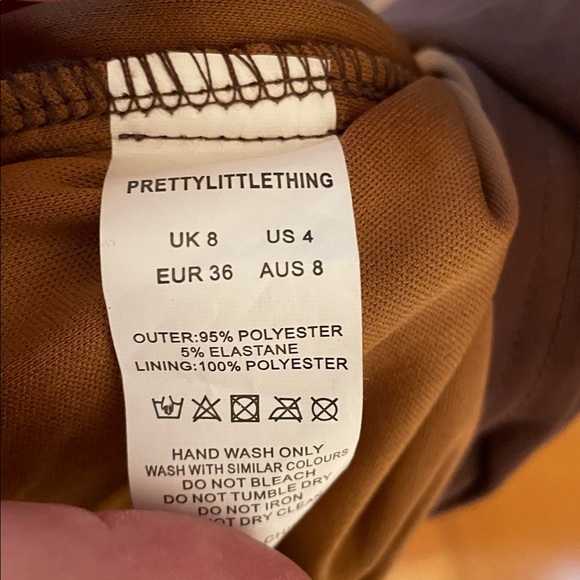 PRETTYLITTLETHING
UK 8 US 4
EUR 36 AUS 8
OUTER:95% POLYESTER
5% ELASTANE
LINING:100% POLYESTER
HAND WASH ONLY
WASH WITH SIMILAR COLOURS
DO NOT BLEACH
DO NOT TUMBLE DRY
DO NOT IRON
DRY